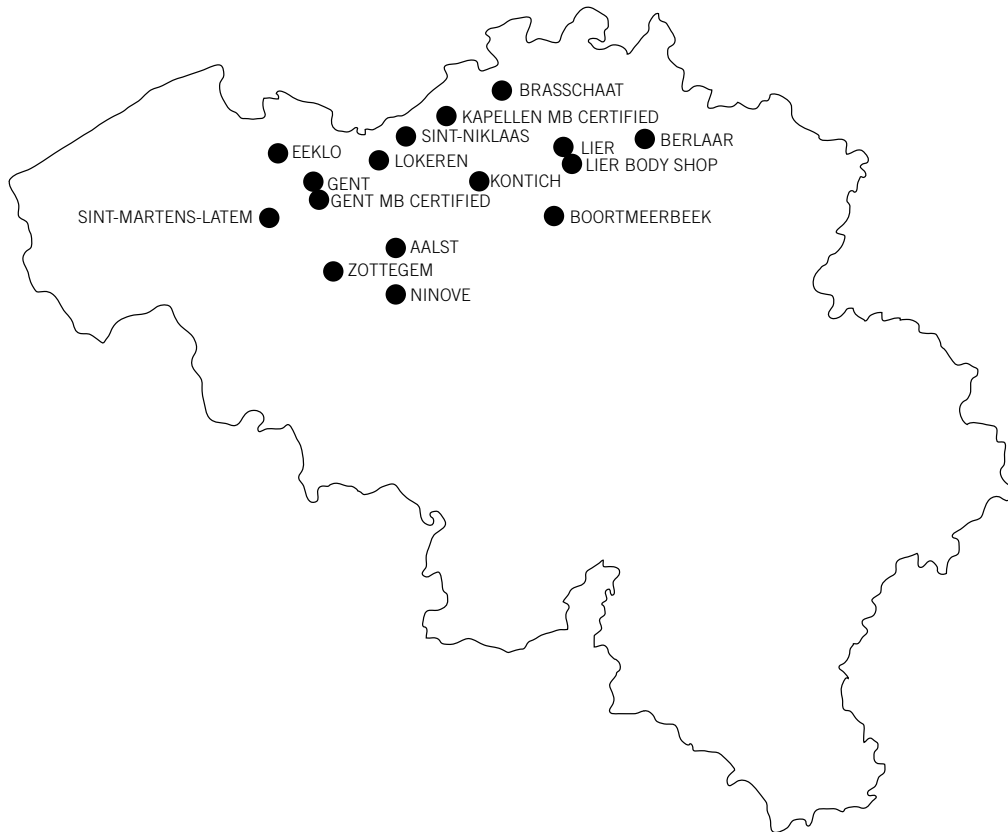 BRASSCHAAT
KAPELLEN MB CERTIFIED
SINT-NIKLAAS
BERLAAR
LIER
EEKLO
LOKEREN
LIER BODY SHOP
GENT
KONTICH
GENT MB CERTIFIED
SINT-MARTENS-LATEM
BOORTMEERBEEK
AALST
ZOTTEGEM
NINOVE